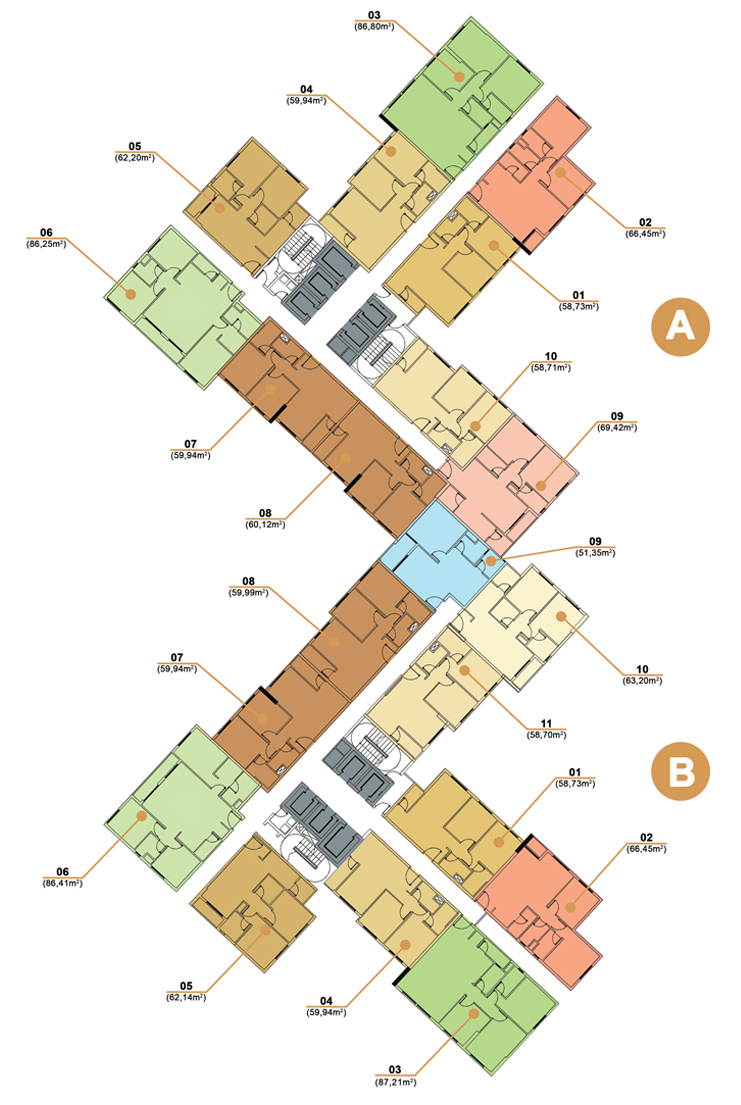 03
(86,80m²)
04
(59,94m²)
05
(62,20m²)
02
(66,45m²)
06
(86,25m²)
01
(58,73m²)
A
10
(58,71m²)
09
(69,42m²)
07
(59,94m²)
08
(60,12m²)
09
(51,35m²)
08
(59,99m²)
07
(59,94m²)
10
(63,20m²)
11
(58,70m²)
B
01
(58,73m²)
02
(66,45m²)
06
(86,41m²)
05
(62,14m²)
04
(59,94m²)
03
(87,21m²)